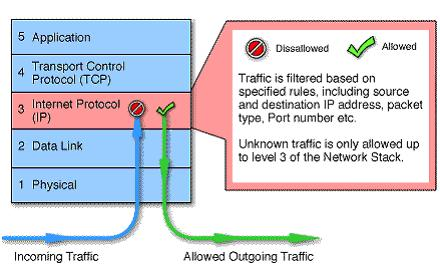 5 Application
4 Transport Control
Protocol (TCP)
3 Internet Protocol
(IP)
2 Data Link
1 Physical
Incoming Traffic
Allowed Outgoing Traffic
Disallowed
Allowed
Traffic is filtered based on
specified rules, including source
and destination IP address, packet
type, Port number etc.
Unknown traffic is only allowed up
to level 3 of the Network Stack.